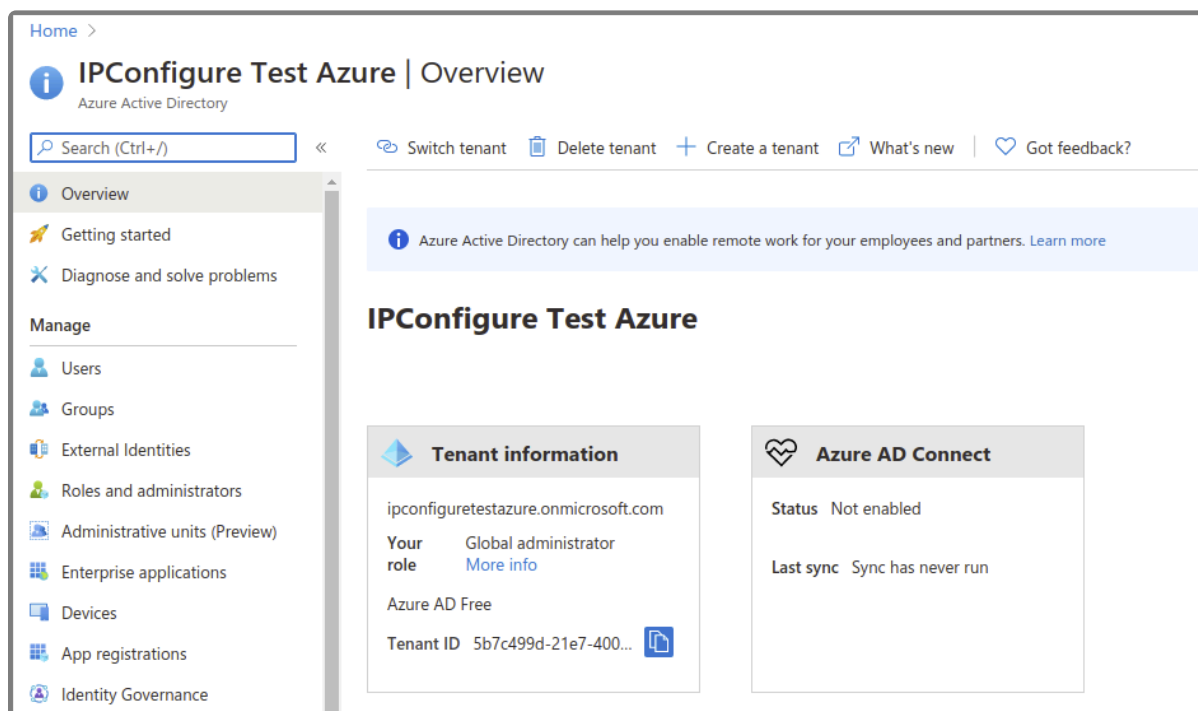 Home >
IPConfigure Test Azure | Overview
Azure Active Directory
Search (Ctrl+/)
«
Switch tenant
Delete tenant
Create a tenant
What's new
Got feedback?
Overview
Getting started
Diagnose and solve problems
Manage
Users
Groups
External Identities
Roles and administrators
Administrative units (Preview)
Enterprise applications
Devices
App registrations
Identity Governance
Azure Active Directory can help you enable remote work for your employees and partners. Learn more
IPConfigure Test Azure
Tenant information
ipconfiguretestazure.onmicrosoft.com
Your role Global administrator
More info
Azure AD Free
Tenant ID 5b7c499d-21e7-400...
Azure AD Connect
Status Not enabled
Last sync Sync has never run